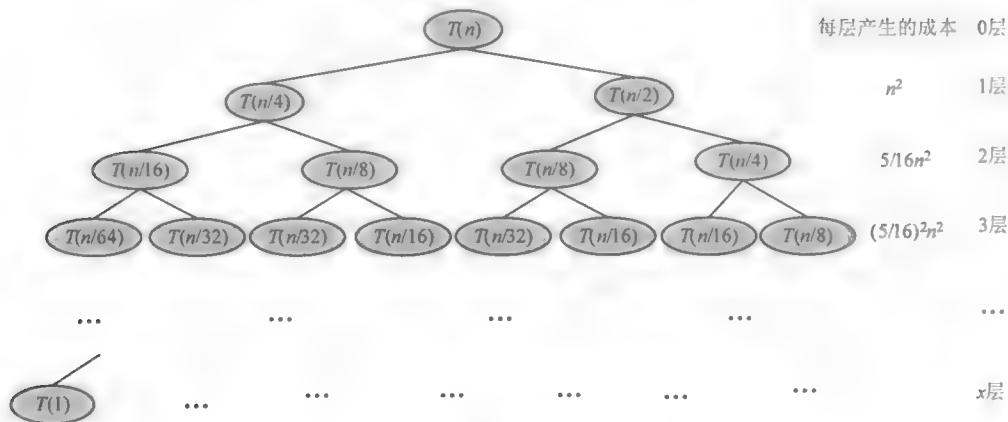 T(n) 每层产生的成本 0层
T(n/4) T(n/2) n² 1层
T(n/16) T(n/8) T(n/8) T(n/4) 5/16n² 2层
T(n/64) T(n/32) T(n/32) T(n/16) T(n/32) T(n/16) T(n/16) T(n/8) (5/16)²n² 3层
... ... ... ... ...
T(1) ... ... ... ... ... ... x层